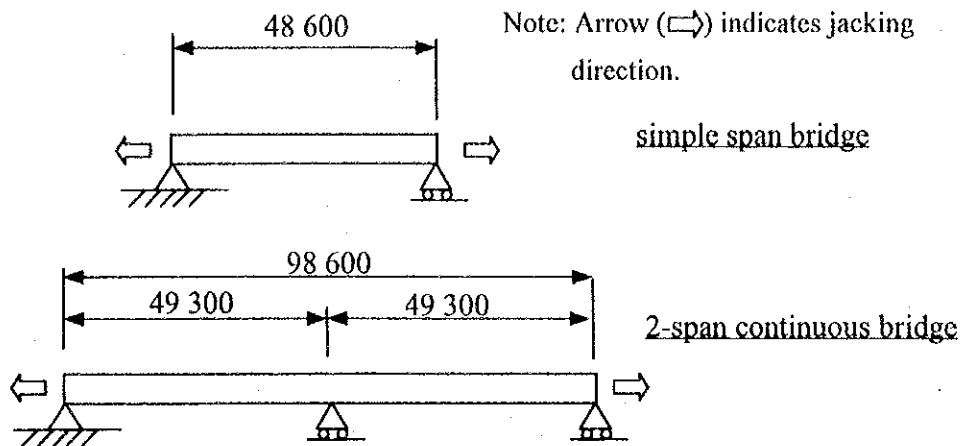 48 600
Note: Arrow (⇨) indicates jacking
direction.
simple span bridge
98 600
49 300 49 300
2-span continuous bridge